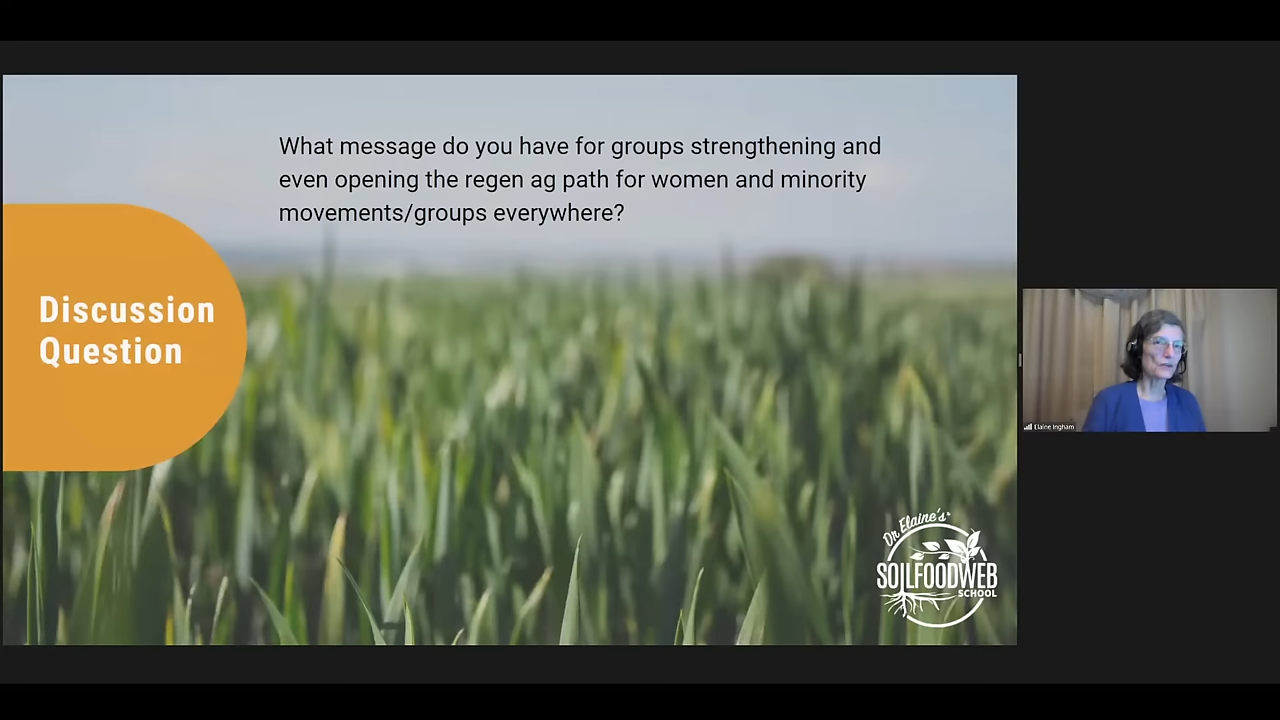 What message do you have for groups strengthening and
even opening the regen ag path for women and minority
movements/groups everywhere?
Discussion
Question
Elaine Ingham
Dr Elaine's®
SOILFOODWEB
SCHOOL